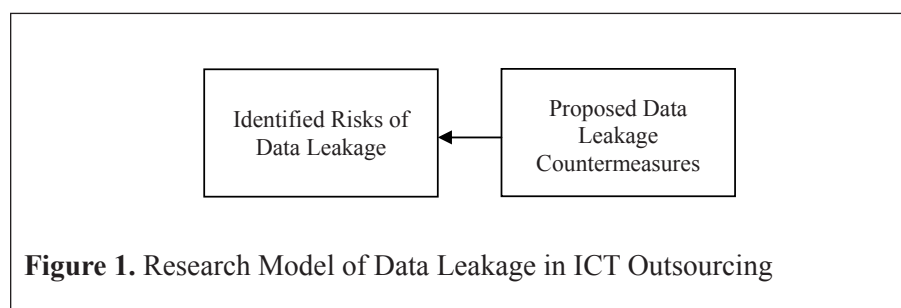 Identified Risks of
Data Leakage
Proposed Data
Leakage
Countermeasures
Figure 1. Research Model of Data Leakage in ICT Outsourcing